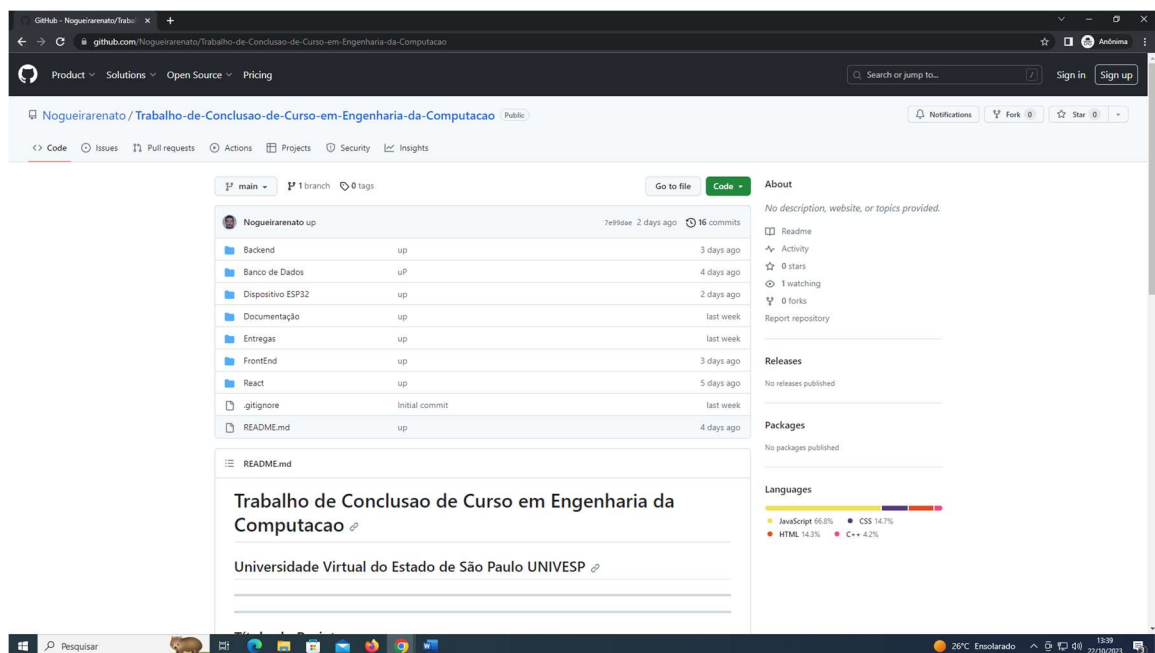 GitHub - Nogueirarenato/Trabal
github.com/Nogueirarenato/Trabalho-de-Conclusao-de-Curso-em-Engenharia-da-Computacao
Anônima
Product Solutions Open Source Pricing
Search or jump to... / Sign in Sign up
Nogueirarenato / Trabalho-de-Conclusao-de-Curso-em-Engenharia-da-Computacao Public
Notifications Fork 0 Star 0
Code Issues Pull requests Actions Projects Security Insights
main 1 branch 0 tags Go to file Code
Nogueirarenato up 7e99dae 2 days ago 16 commits
Backend up 3 days ago
Banco de Dados uP 4 days ago
Dispositivo ESP32 up 2 days ago
Documentação up last week
Entregas up last week
FrontEnd up 3 days ago
React up 5 days ago
.gitignore Initial commit last week
README.md up 4 days ago
README.md
Trabalho de Conclusao de Curso em Engenharia da
Computacao
Universidade Virtual do Estado de São Paulo UNIVESP
About
No description, website, or topics provided.
Readme
Activity
0 stars
1 watching
0 forks
Report repository
Releases
No releases published
Packages
No packages published
Languages
JavaScript 66.8% CSS 14.7%
HTML 14.3% C++ 4.2%
Pesquisar
26°C Ensolarado
13:39
22/10/2023